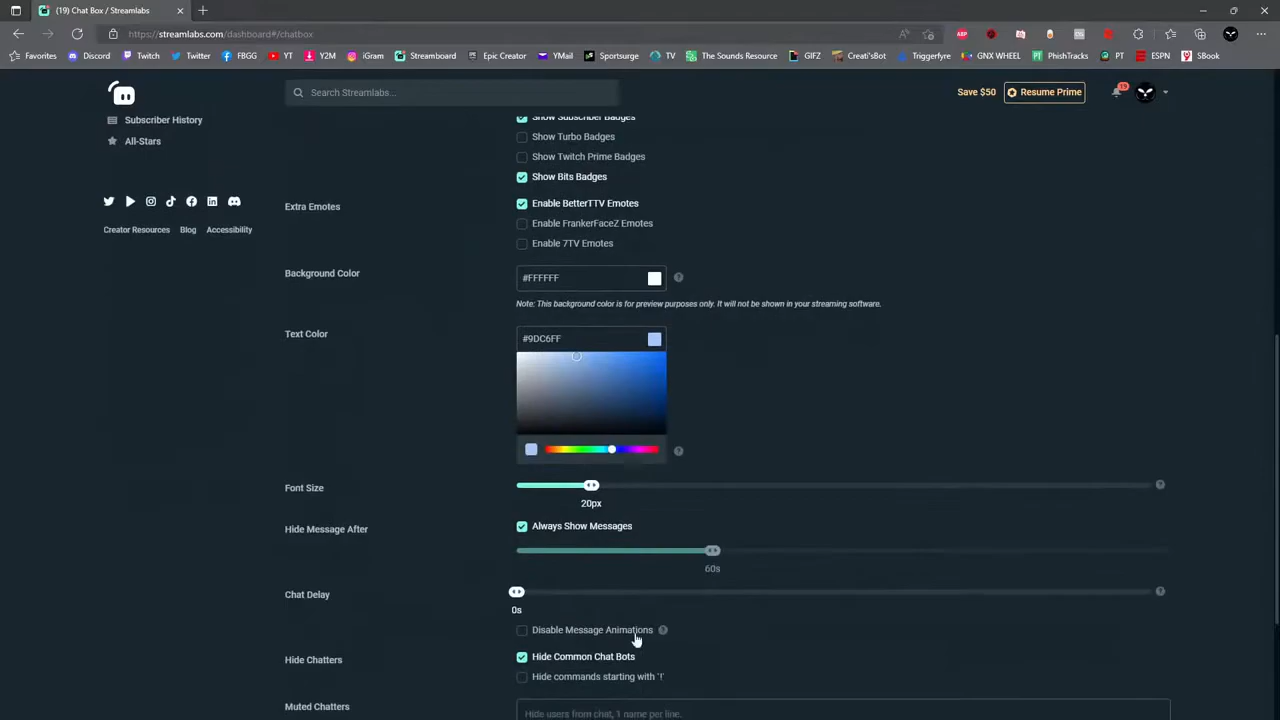 (19) Chat Box / Streamlabs
https://streamlabs.com/dashboard#/chatbox
Favorites
Discord
Twitch
Twitter
FBGG
YT
Y2M
iGram
Streamboard
Epic Creator
YMail
Sportsurge
TV
The Sounds Resource
GIFZ
Creati'sBot
Triggerfyre
GNX WHEEL
PhishTracks
PT
ESPN
SBook
Search Streamlabs...
Save $50
Resume Prime
Subscriber History
All-Stars
Creator Resources
Blog
Accessibility
Show Subscriber Badges
Show Turbo Badges
Show Twitch Prime Badges
Show Bits Badges
Extra Emotes
Enable BetterTTV Emotes
Enable FrankerFaceZ Emotes
Enable 7TV Emotes
Background Color
#FFFFFF
Note: This background color is for preview purposes only. It will not be shown in your streaming software.
Text Color
#9DC6FF
Font Size
20px
Hide Message After
Always Show Messages
60s
Chat Delay
0s
Disable Message Animations
Hide Chatters
Hide Common Chat Bots
Hide commands starting with `!`
Muted Chatters
Hide users from chat, 1 name per line.